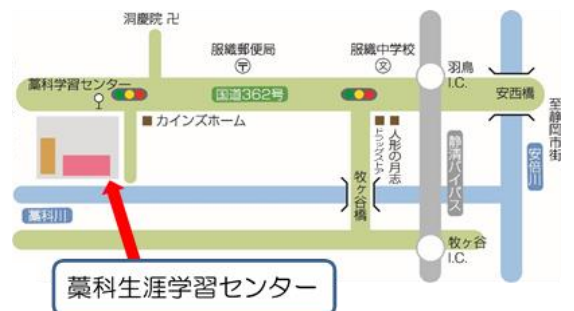 洞慶院 卍
服織郵便局
〒
服織中学校
文
羽鳥
I.C.
藁科学習センター
国道362号
安西橋
至静岡市街
■ カインズホーム
■ 人形の月志
■ ドラッグストア
静清バイパス
安倍川
牧ヶ谷橋
藁科川
牧ヶ谷
I.C.
藁科生涯学習センター